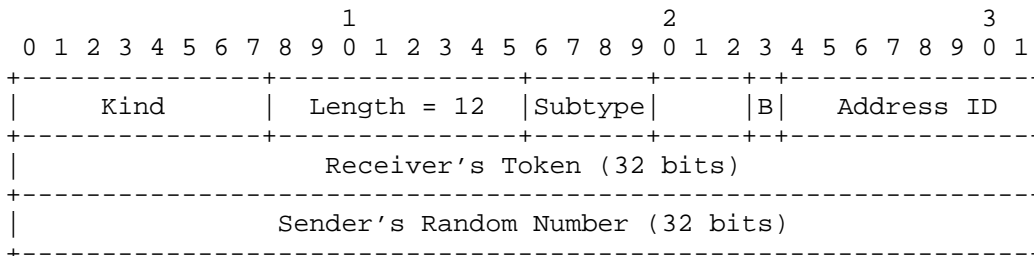 1 2 3
0 1 2 3 4 5 6 7 8 9 0 1 2 3 4 5 6 7 8 9 0 1 2 3 4 5 6 7 8 9 0 1
+---------------+---------------+-------+-----+-+---------------
| Kind | Length = 12 |Subtype| |B| Address ID
+---------------+---------------+-------+-----+-+---------------
| Receiver's Token (32 bits)
+---------------------------------------------------------------
| Sender's Random Number (32 bits)
+---------------------------------------------------------------